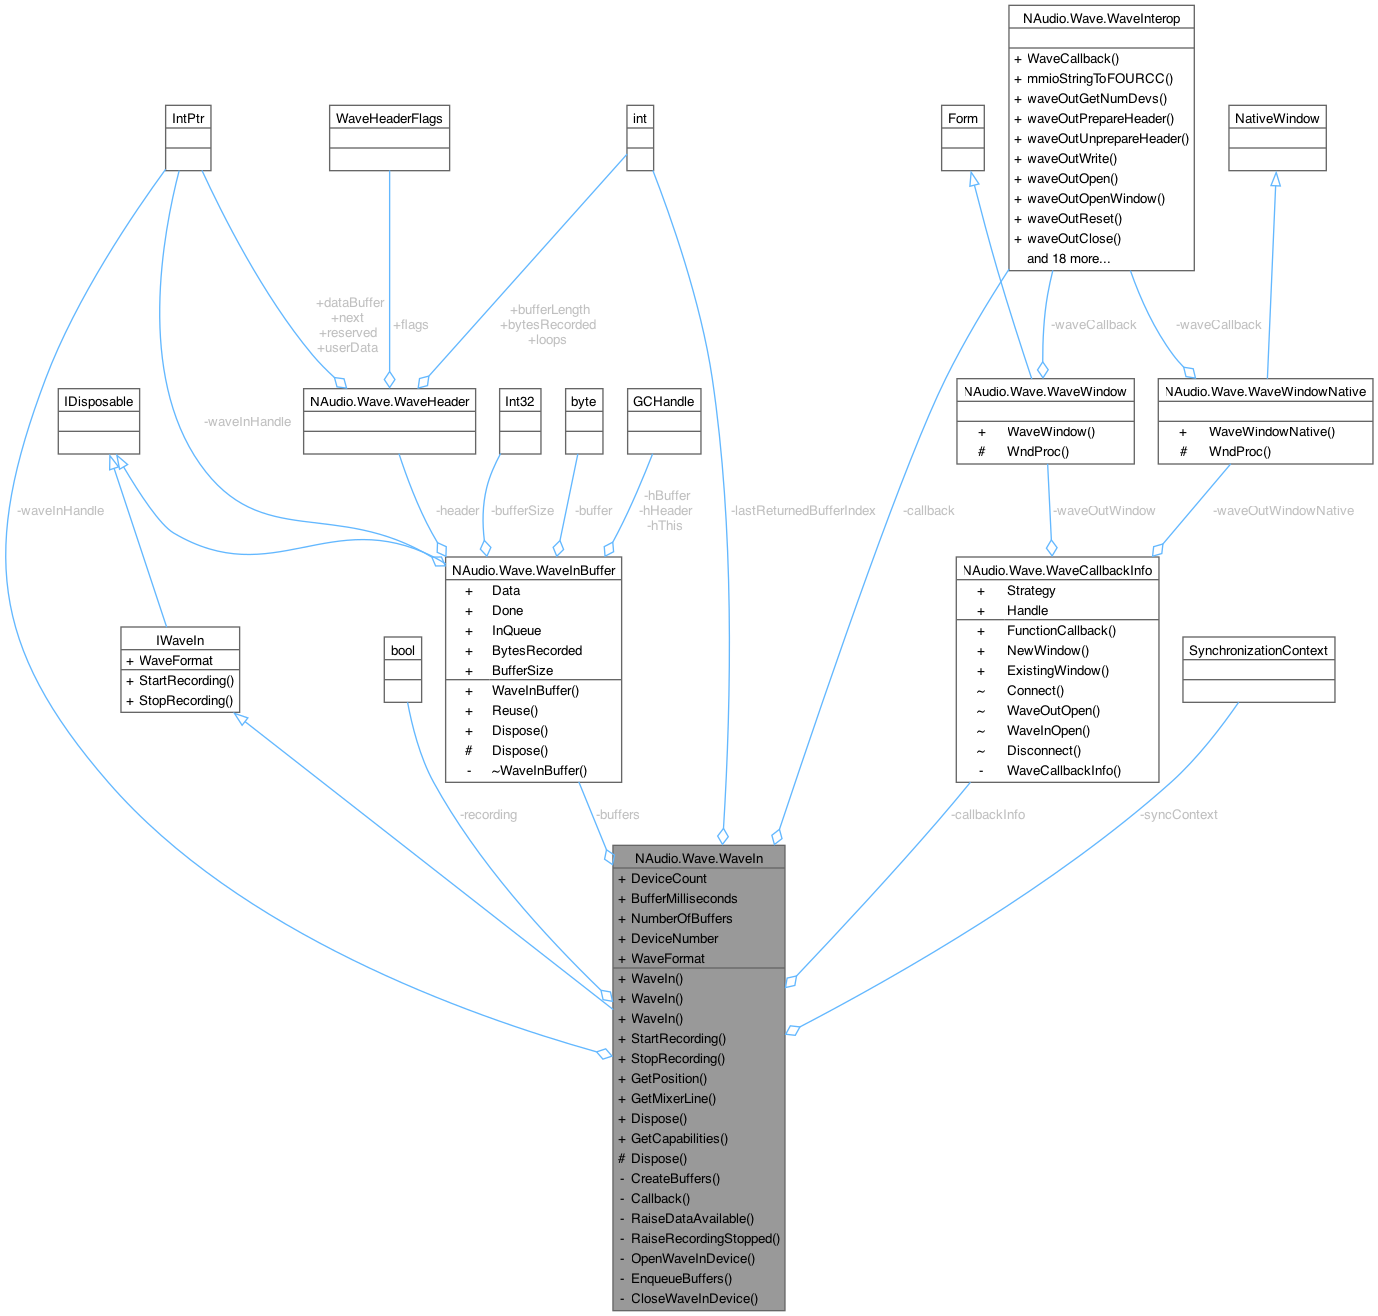 NAudio.Wave.WaveInterop
+ WaveCallback()
+ mmioStringToFOURCC()
+ waveOutGetNumDevs()
+ waveOutPrepareHeader()
+ waveOutUnprepareHeader()
+ waveOutWrite()
+ waveOutOpen()
+ waveOutOpenWindow()
+ waveOutReset()
+ waveOutClose()
and 18 more...
IntPtr
WaveHeaderFlags
int
Form
NativeWindow
+dataBuffer
+next
+reserved
+userData
+flags
+bufferLength
+bytesRecorded
+loops
-waveCallback
-waveCallback
IDisposable
NAudio.Wave.WaveHeader
Int32
byte
GCHandle
NAudio.Wave.WaveWindow
+ WaveWindow()
# WndProc()
NAudio.Wave.WaveWindowNative
+ WaveWindowNative()
# WndProc()
-waveInHandle
-waveInHandle
-header
-bufferSize
-buffer
-hBuffer
-hHeader
-hThis
-lastReturnedBufferIndex
-callback
-waveOutWindow
-waveOutWindowNative
IWaveIn
+ WaveFormat
+ StartRecording()
+ StopRecording()
bool
NAudio.Wave.WaveInBuffer
+ Data
+ Done
+ InQueue
+ BytesRecorded
+ BufferSize
+ WaveInBuffer()
+ Reuse()
+ Dispose()
# Dispose()
- ~WaveInBuffer()
NAudio.Wave.WaveCallbackInfo
+ Strategy
+ Handle
+ FunctionCallback()
+ NewWindow()
+ ExistingWindow()
~ Connect()
~ WaveOutOpen()
~ WaveInOpen()
~ Disconnect()
- WaveCallbackInfo()
SynchronizationContext
-recording
-buffers
-callbackInfo
-syncContext
NAudio.Wave.WaveIn
+ DeviceCount
+ BufferMilliseconds
+ NumberOfBuffers
+ DeviceNumber
+ WaveFormat
+ WaveIn()
+ WaveIn()
+ WaveIn()
+ StartRecording()
+ StopRecording()
+ GetPosition()
+ GetMixerLine()
+ Dispose()
+ GetCapabilities()
# Dispose()
- CreateBuffers()
- Callback()
- RaiseDataAvailable()
- RaiseRecordingStopped()
- OpenWaveInDevice()
- EnqueueBuffers()
- CloseWaveInDevice()